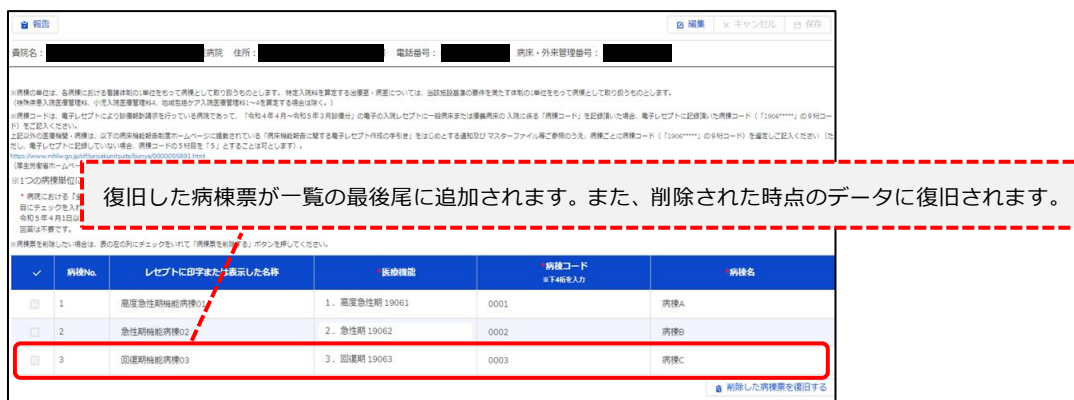 報告
編集
キャンセル
保存
貴院名：
病院 住所：
電話番号：
病床・外来管理番号：
※病棟の単位は、各病棟における看護体制の1単位をもって病棟として取り扱うものとします。特定入院料を算定する治療室・病室については、当該施設基準の要件を満たす体制の1単位をもって病棟として取り扱うものとします。
（特殊疾患入院医療管理料、小児入院医療管理料4、地域包括ケア入院医療管理料1～4を算定する場合は除く。）
※病棟コードは、電子レセプトにより診療報酬請求を行っている病院であって、「令和4年4月～令和5年3月診療分」の電子の入院レセプトに一般病床または療養病床の入院に係る「病棟コード」を記録頂いた場合、電子レセプトに記録頂いた病棟コード（「1906*****」の9桁コー
ド）をご記入ください。
上記以外の医療機関・病棟は、以下の病床機能報告制度ホームページに掲載されている「病床機能報告に関する電子レセプト作成の手引き」をはじめとする通知及びマスターファイル等ご参照のうえ、病棟ごとに病棟コード（「1906*****」の9桁コード）を選定しご記入ください（た
だし、電子レセプトに記録していない場合、病棟コードの5桁目を「5」とすることは可とします）。
https://www.mhlw.go.jp/stf/seisakunitsuite/bunya/0000055891.html
（厚生労働省ホームペー
※1つの病棟単位に
* 病院にお
目にチェックを入れ
令和5年4月1日以
回答は不要です。
復旧した病棟票が一覧の最後尾に追加されます。また、削除された時点のデータに復旧されます。
※病棟票を削除したい場合は、表の左の列にチェックをいれて「病棟票を削除する」ボタンを押してください。
病棟No. レセプトに印字または表示した名称 *医療機能 *病棟コード *病棟名
※下4桁を入力
1 高度急性期機能病棟01 1．高度急性期 19061 0001 病棟A
2 急性期機能病棟02 2．急性期 19062 0002 病棟B
3 回復期機能病棟03 3．回復期 19063 0003 病棟C
削除した病棟票を復旧する